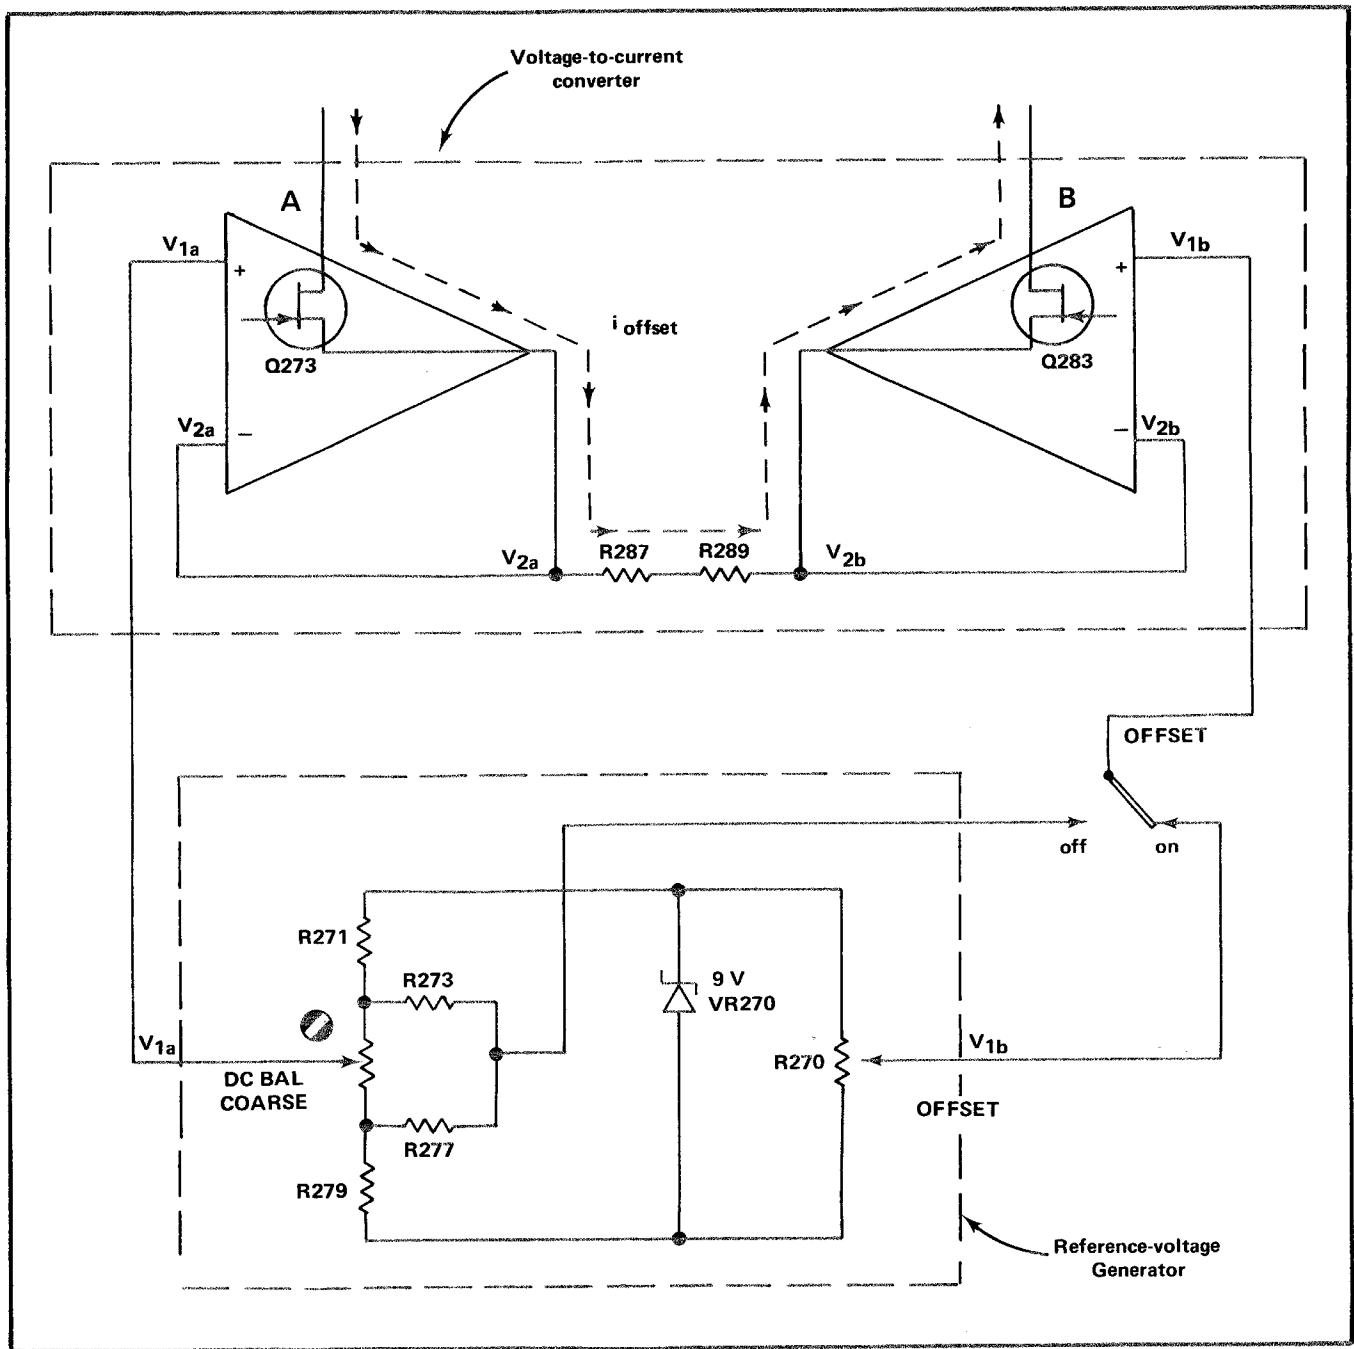 Voltage-to-current
converter
A
B
V1a
V1b
+
+
i offset
Q273
Q283
V2a
V2b
−
−
V2a
R287
R289
V2b
OFFSET
off
on
R271
R273
9 V
VR270
V1a
V1b
R270
DC BAL
COARSE
OFFSET
R277
R279
Reference-voltage
Generator